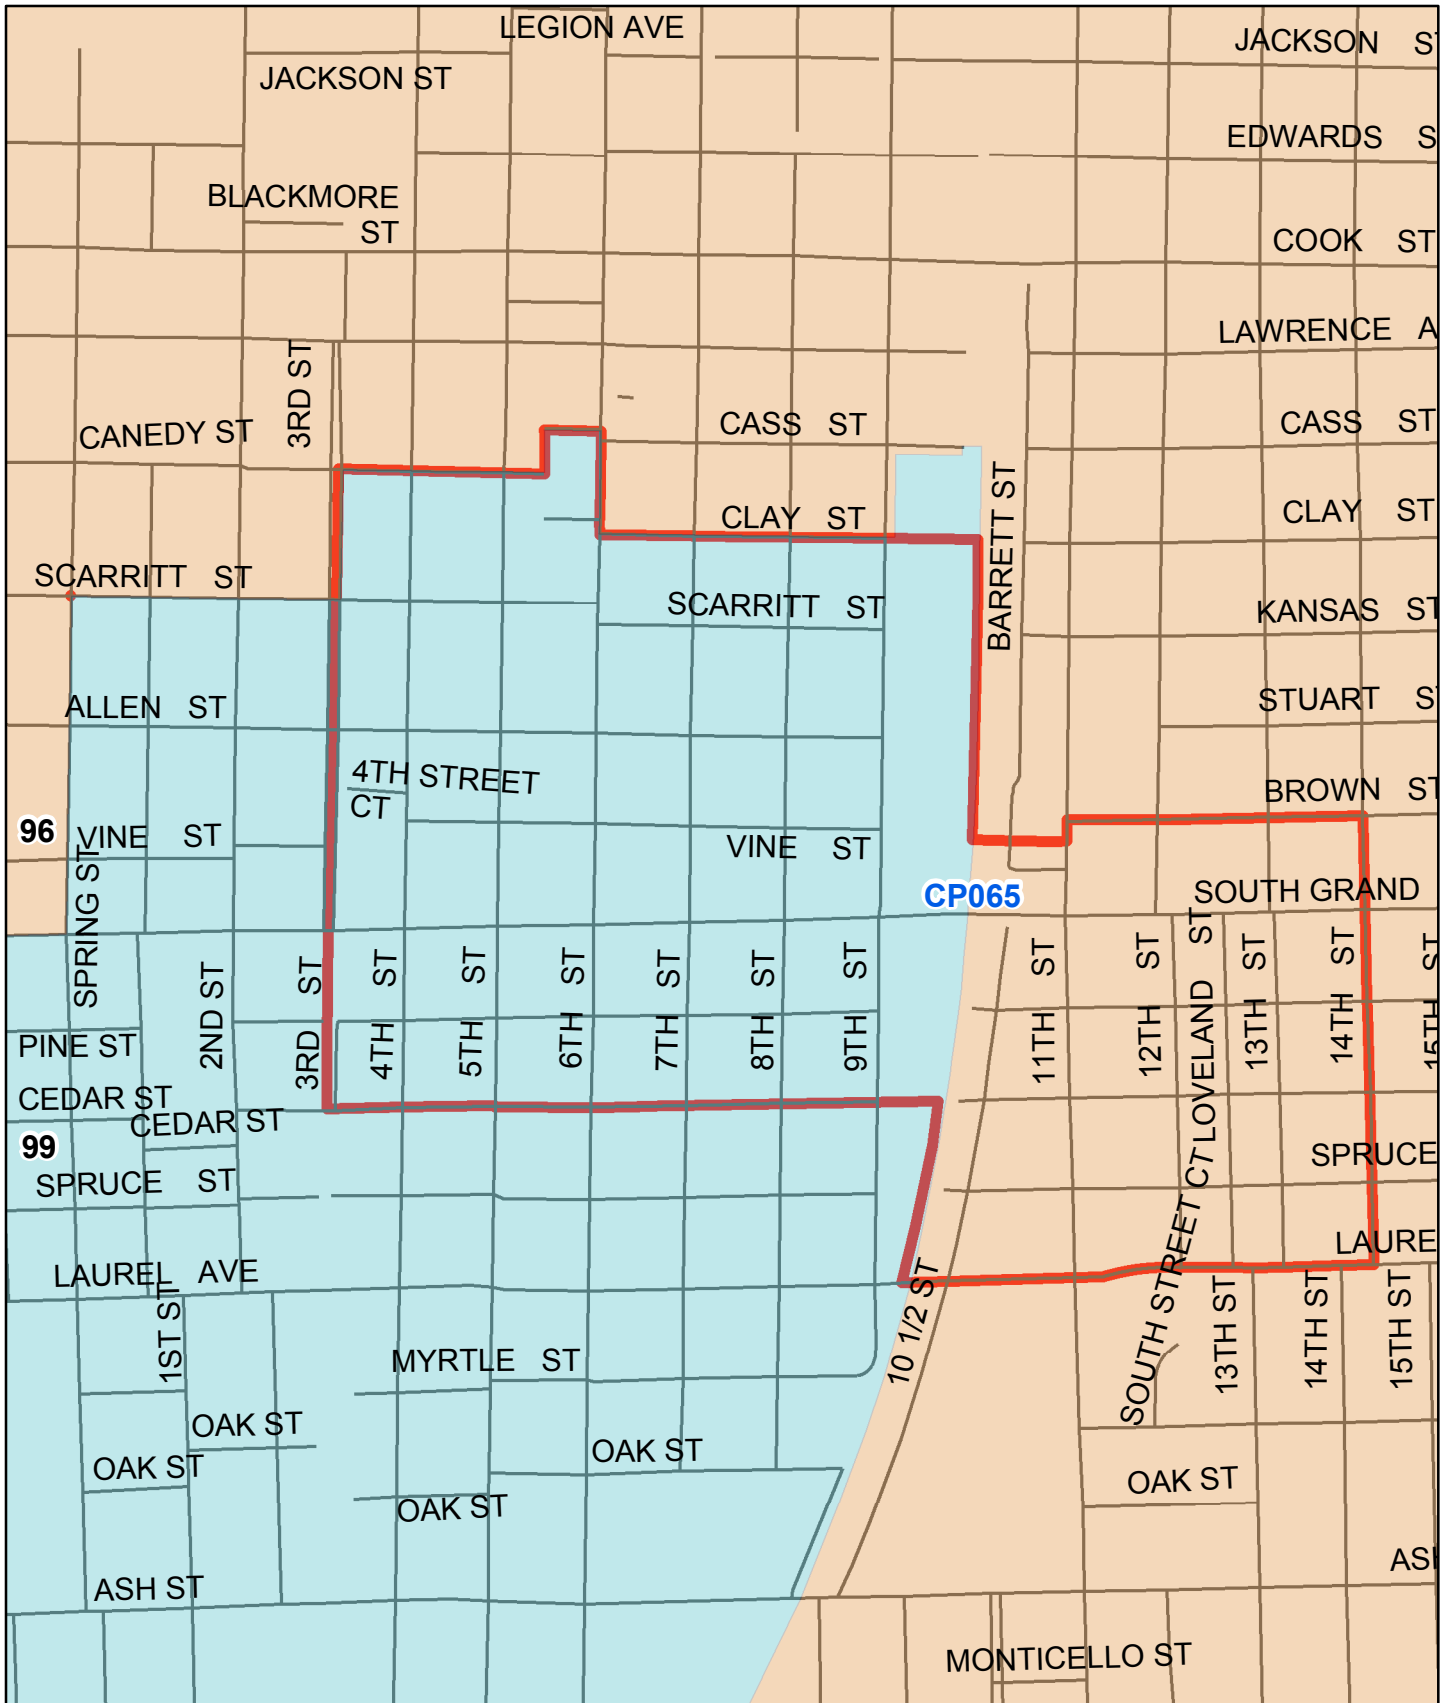 LEGION AVE
JACKSON S
JACKSON ST
EDWARDS S
BLACKMORE
ST
COOK ST
LAWRENCE A
3RD ST
CANEDY ST
CASS ST
CASS ST
CLAY ST
CLAY ST
BARRETT ST
SCARRITT ST
SCARRITT ST
KANSAS ST
ALLEN ST
STUART S
4TH STREET
CT
BROWN ST
96
VINE ST
VINE ST
SPRING ST
CP065
SOUTH GRAND
2ND ST
3RD ST
4TH ST
5TH ST
6TH ST
7TH ST
8TH ST
9TH ST
11TH ST
12TH ST
LOVELAND ST
13TH ST
14TH ST
15TH ST
PINE ST
CEDAR ST
CEDAR ST
99
SPRUCE ST
SPRUCE
SOUTH STREET CT
LAUREL AVE
LAURE
1ST ST
10 1/2 ST
13TH ST
14TH ST
15TH ST
MYRTLE ST
OAK ST
OAK ST
OAK ST
OAK ST
OAK ST
ASH ST
ASH
MONTICELLO ST